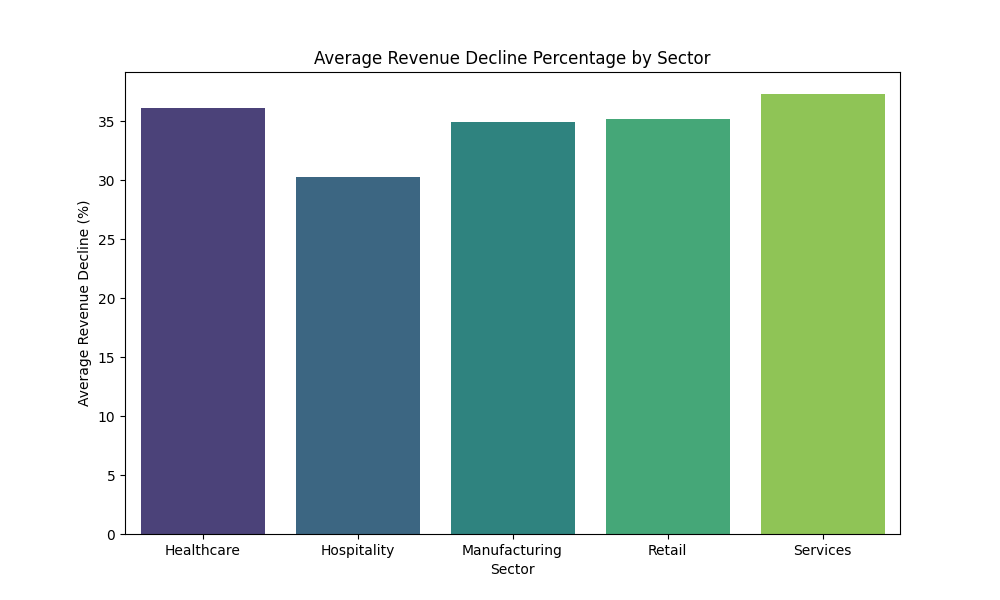 Average Revenue Decline Percentage by Sector
Average Revenue Decline (%)
35
30
25
20
15
10
5
0
Healthcare Hospitality Manufacturing Retail Services
Sector